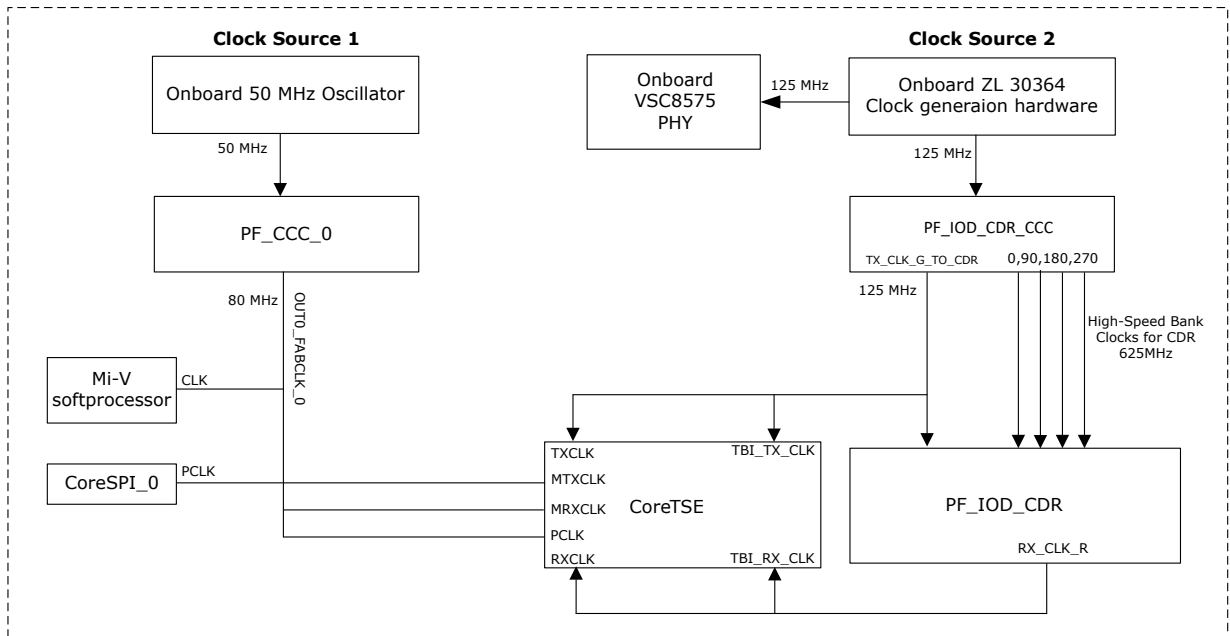 Clock Source 1
Onboard 50 MHz Oscillator
50 MHz
PF_CCC_0
80 MHz
OUT0_FABCLK_0
Mi-V
softprocessor
CLK
CoreSPI_0
PCLK
Clock Source 2
Onboard
VSC8575
PHY
125 MHz
Onboard ZL 30364
Clock generaion hardware
125 MHz
PF_IOD_CDR_CCC
TX_CLK_G_TO_CDR
0,90,180,270
125 MHz
High-Speed Bank
Clocks for CDR
625MHz
TXCLK
TBI_TX_CLK
MTXCLK
MRXCLK
CoreTSE
PCLK
RXCLK
TBI_RX_CLK
PF_IOD_CDR
RX_CLK_R